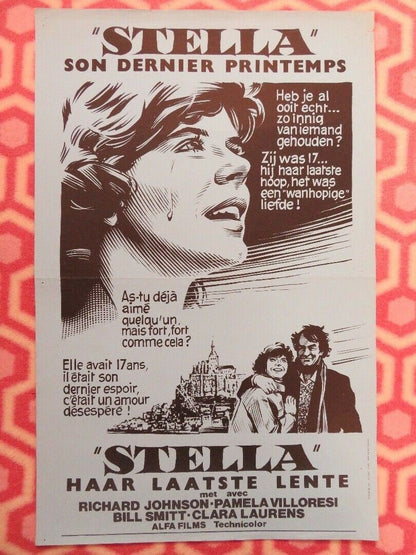 "STELLA"
SON DERNIER PRINTEMPS
Heb je al
ooit echt...
zo innig
van iemand
gehouden?
Zij was 17...
hij haar laatste
hoop, het was
een "wanhopige"
liefde!
As-tu déjà
aimé
quelqu'un
mais fort, fort
comme cela?
Elle avait 17 ans,
il était son
dernier espoir,
c'était un amour
désespéré!
"STELLA"
HAAR LAATSTE LENTE
met avec
RICHARD JOHNSON - PAMELA VILLORESI
BILL SMITT - CLARA LAURENS
ALFA FILMS Technicolor